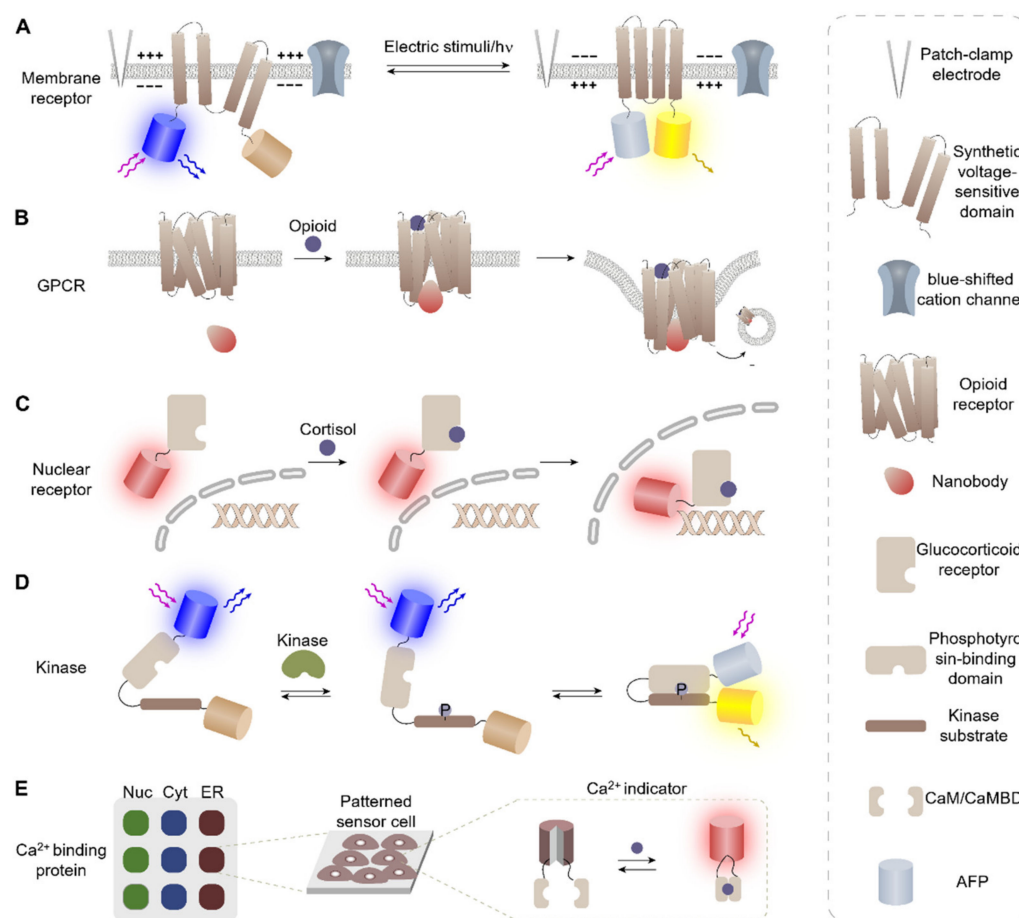 A
Membrane
receptor
+++
+++
---
---
Electric stimuli/hν
---
---
+++
+++
B
GPCR
Opioid
C
Nuclear
receptor
Cortisol
D
Kinase
Kinase
P
P
E
Nuc Cyt ER
Ca²⁺ binding
protein
Patterned
sensor cell
Ca²⁺ indicator
Patch-clamp
electrode
Synthetic
voltage-
sensitive
domain
blue-shifted
cation channel
Opioid
receptor
Nanobody
Glucocorticoid
receptor
Phosphotyro
sin-binding
domain
Kinase
substrate
CaM/CaMBD
AFP